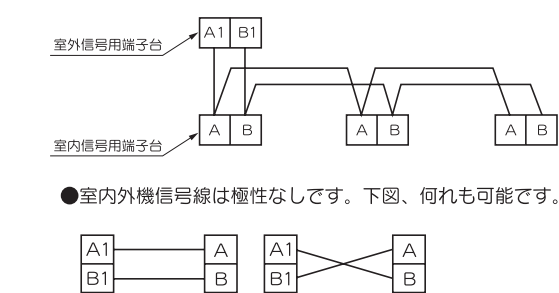 A1 B1
室外信号用端子台
A B A B A B
室内信号用端子台
●室内外機信号線は極性なしです。下図、何れも可能です。
A1 A A1 A
B1 B B1 B